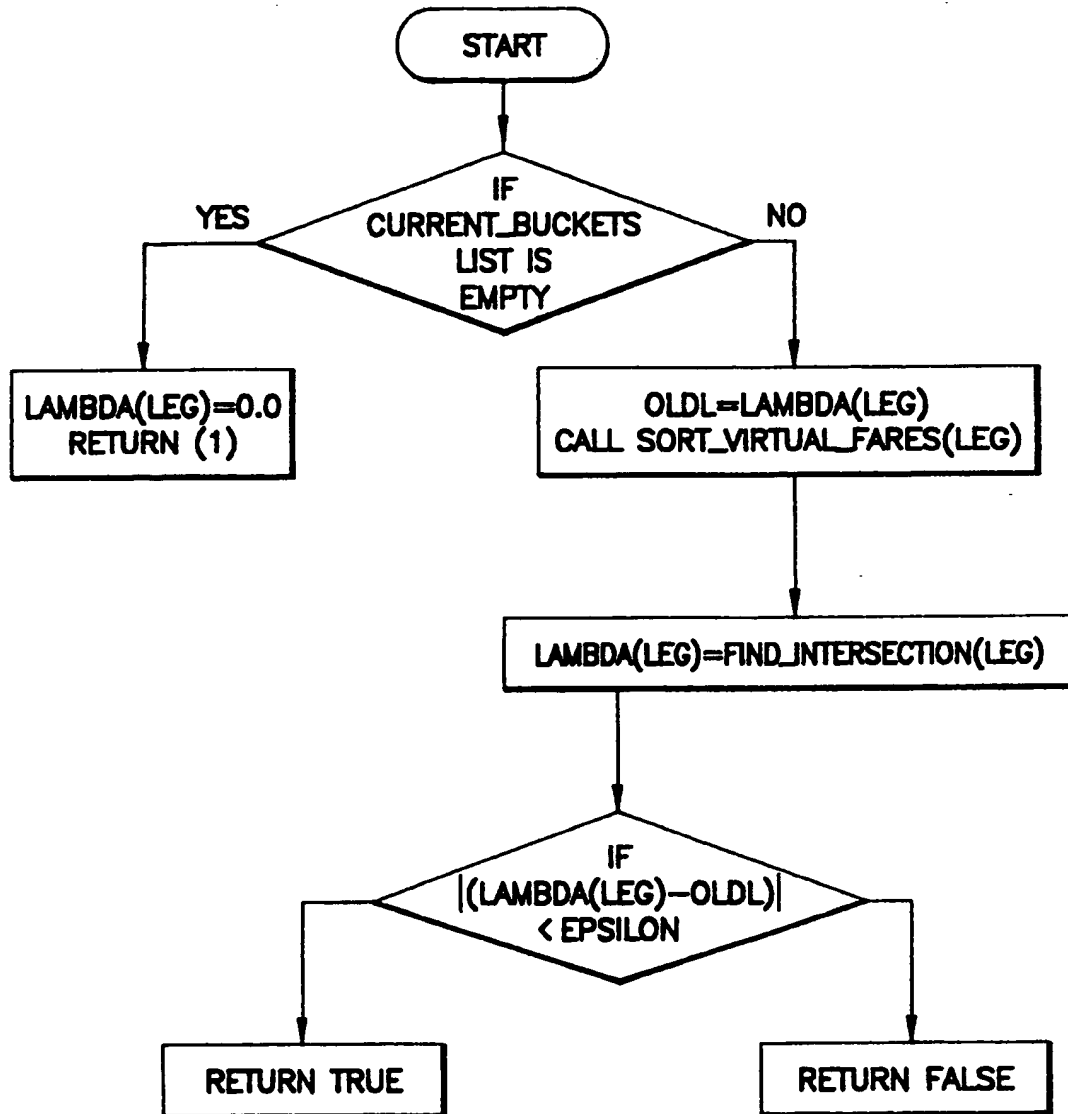 START
IF
CURRENT_BUCKETS
LIST IS
EMPTY
YES
NO
LAMBDA(LEG)=0.0
RETURN (1)
OLDL=LAMBDA(LEG)
CALL SORT_VIRTUAL_FARES(LEG)
LAMBDA(LEG)=FIND_INTERSECTION(LEG)
IF
|(LAMBDA(LEG)-OLDL)|
< EPSILON
RETURN TRUE
RETURN FALSE